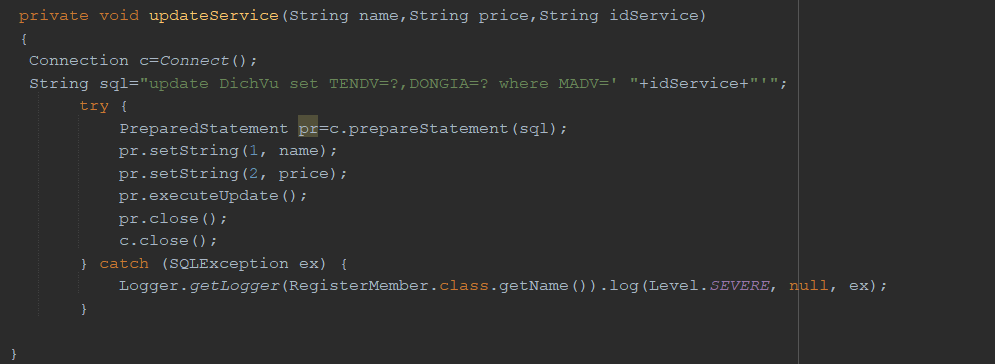 private void updateService(String name,String price,String idService)
{
Connection c=Connect();
String sql="update DichVu set TENDV=?,DONGIA=? where MADV=' "+idService+"'";
try {
PreparedStatement pr=c.prepareStatement(sql);
pr.setString(1, name);
pr.setString(2, price);
pr.executeUpdate();
pr.close();
c.close();
} catch (SQLException ex) {
Logger.getLogger(RegisterMember.class.getName()).log(Level.SEVERE, null, ex);
}
}